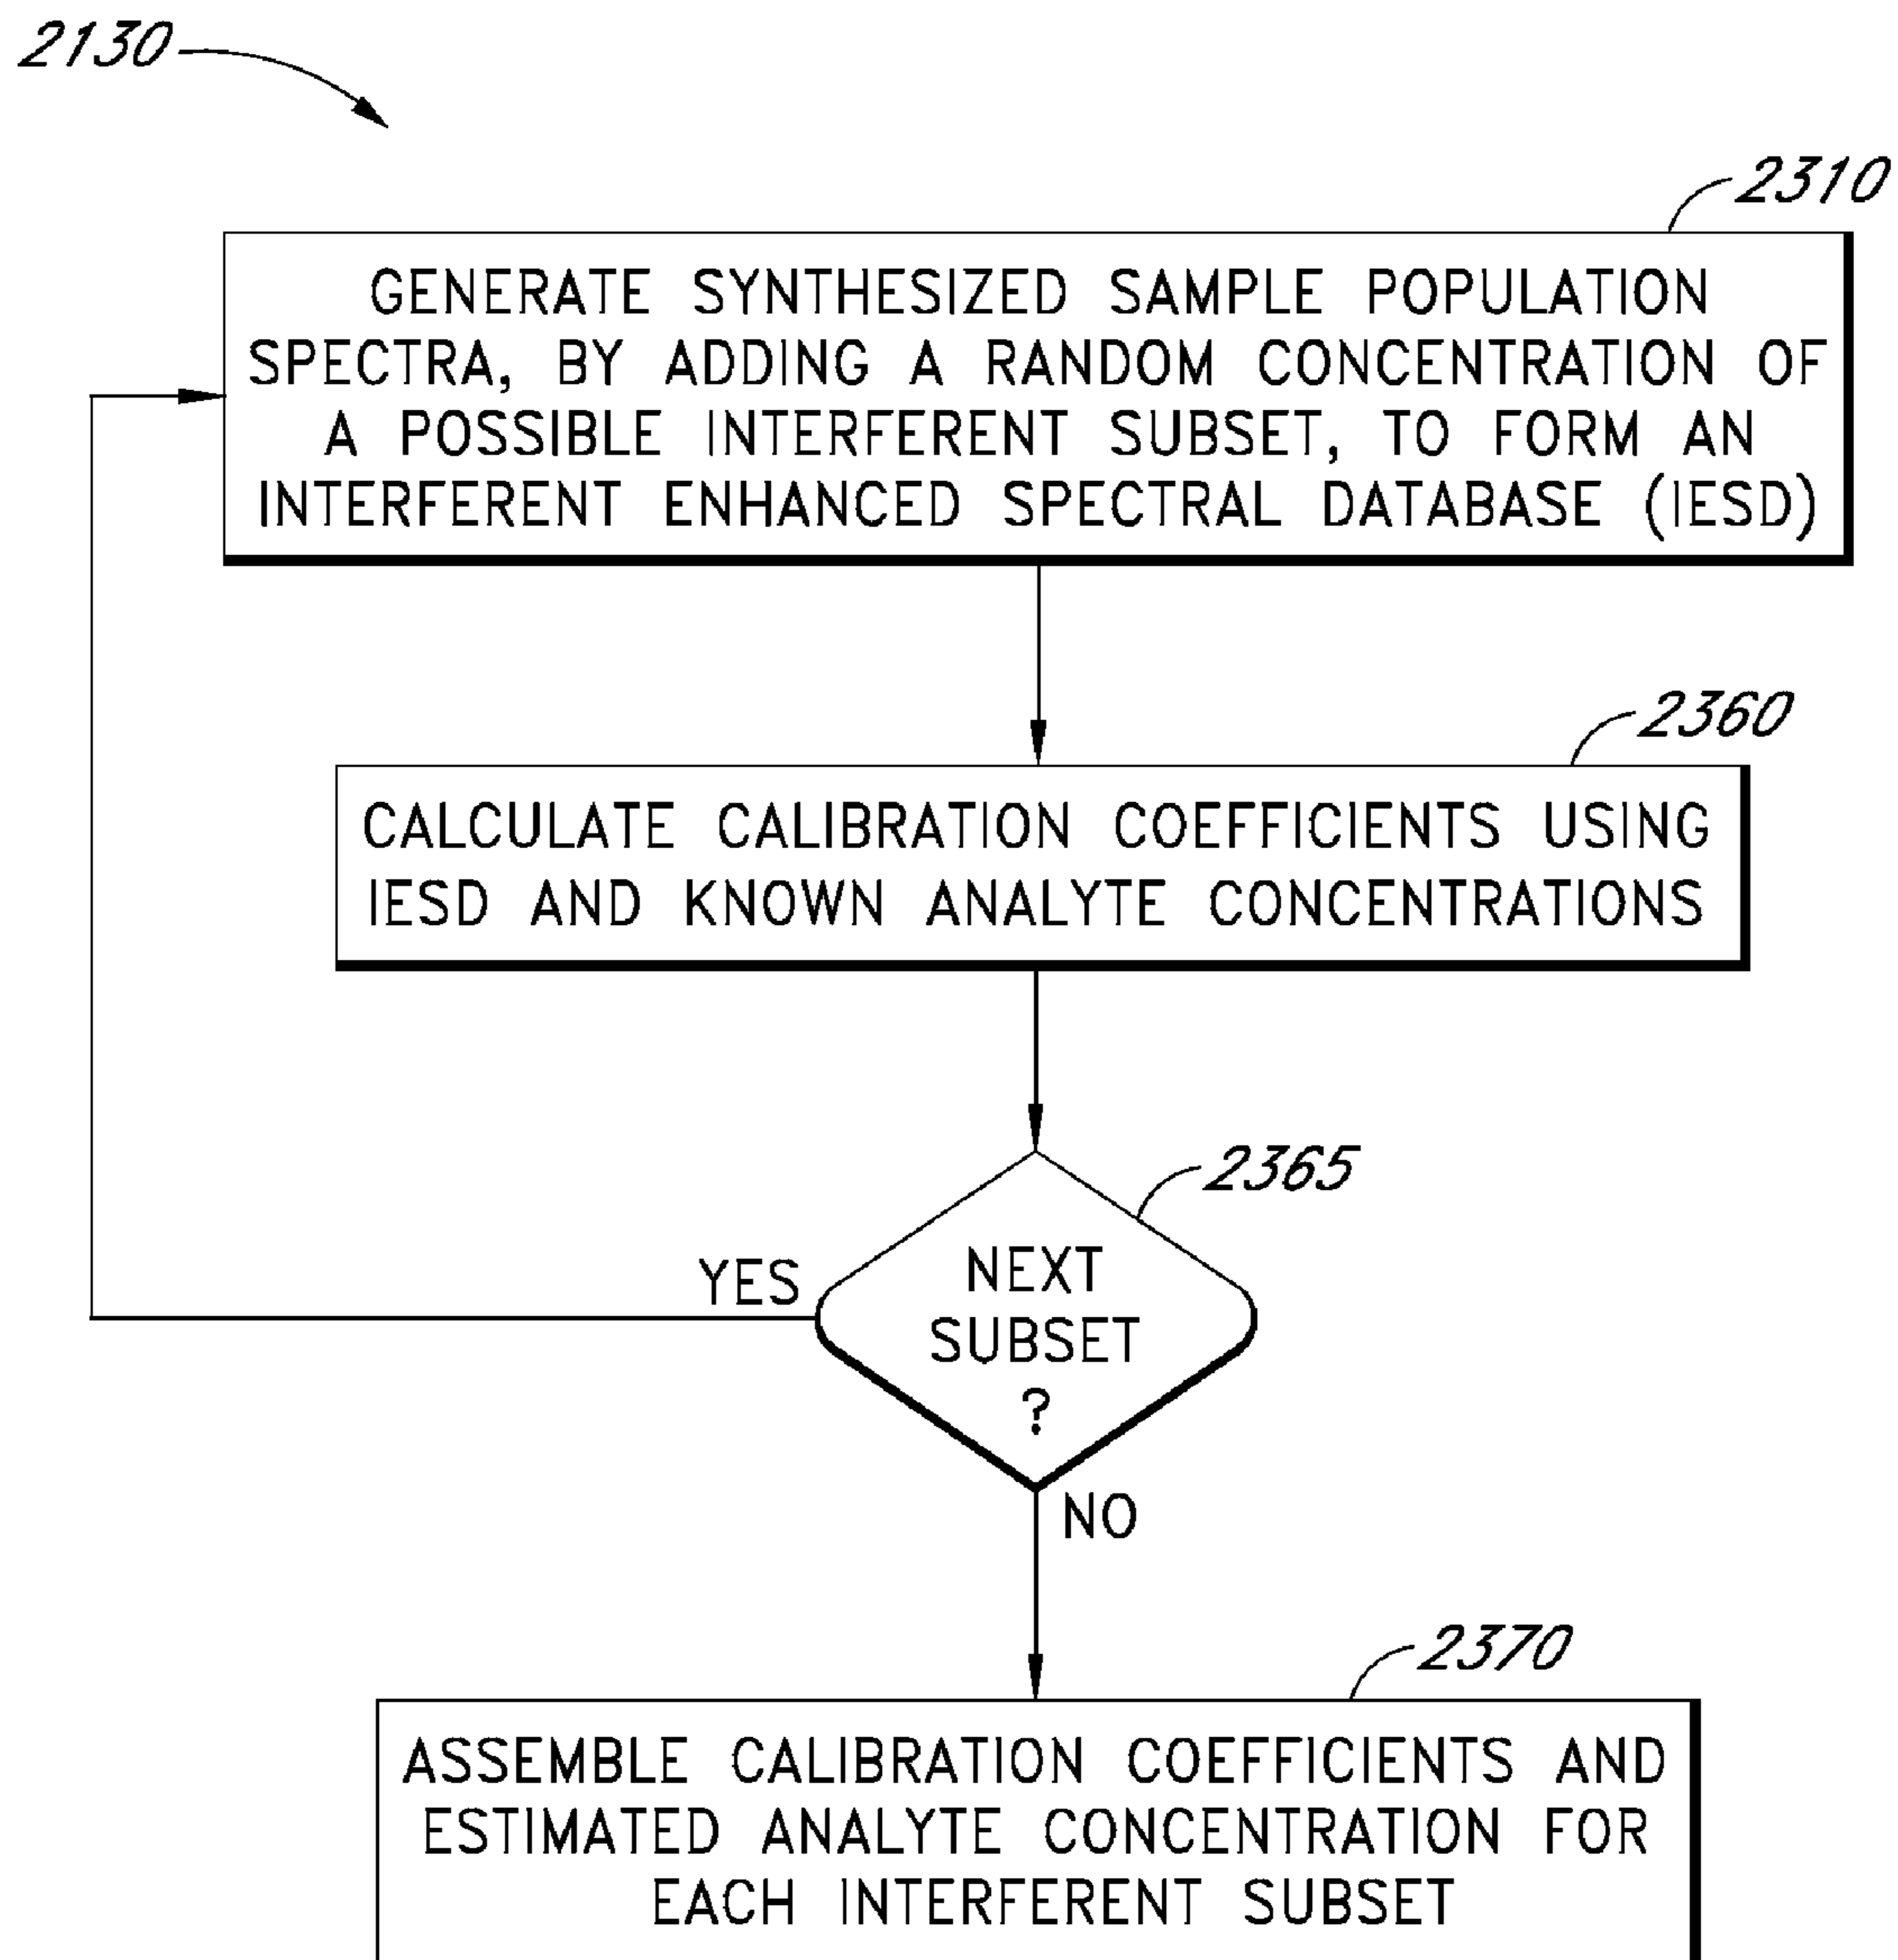 2130
2310
GENERATE SYNTHESIZED SAMPLE POPULATION
SPECTRA, BY ADDING A RANDOM CONCENTRATION OF
A POSSIBLE INTERFERENT SUBSET, TO FORM AN
INTERFERENT ENHANCED SPECTRAL DATABASE (IESD)
2360
CALCULATE CALIBRATION COEFFICIENTS USING
IESD AND KNOWN ANALYTE CONCENTRATIONS
2365
YES
NEXT
SUBSET
?
NO
2370
ASSEMBLE CALIBRATION COEFFICIENTS AND
ESTIMATED ANALYTE CONCENTRATION FOR
EACH INTERFERENT SUBSET